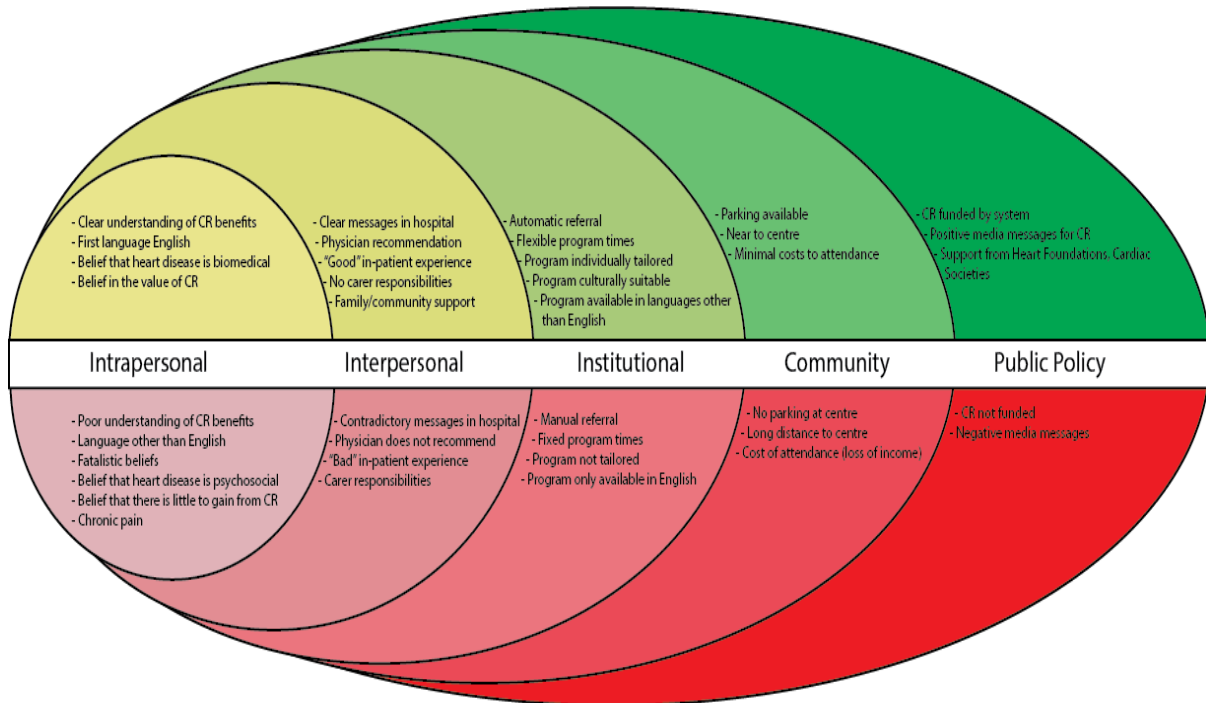 - Clear understanding of CR benefits
- First language English
- Belief that heart disease is biomedical
- Belief in the value of CR
- Clear messages in hospital
- Physician recommendation
- “Good” in-patient experience
- No carer responsibilities
- Family/community support
- Automatic referral
- Flexible program times
- Program individually tailored
- Program culturally suitable
- Program available in languages other
than English
- Parking available
- Near to centre
- Minimal costs to attendance
- CR funded by system
- Positive media messages for CR
- Support from Heart Foundations, Cardiac
Societies
Intrapersonal
Interpersonal
Institutional
Community
Public Policy
- Poor understanding of CR benefits
- Language other than English
- Fatalistic beliefs
- Belief that heart disease is psychosocial
- Belief that there is little to gain from CR
- Chronic pain
- Contradictory messages in hospital
- Physician does not recommend
- “Bad” in-patient experience
- Carer responsibilities
- Manual referral
- Fixed program times
- Program not tailored
- Program only available in English
- No parking at centre
- Long distance to centre
- Cost of attendance (loss of income)
- CR not funded
- Negative media messages